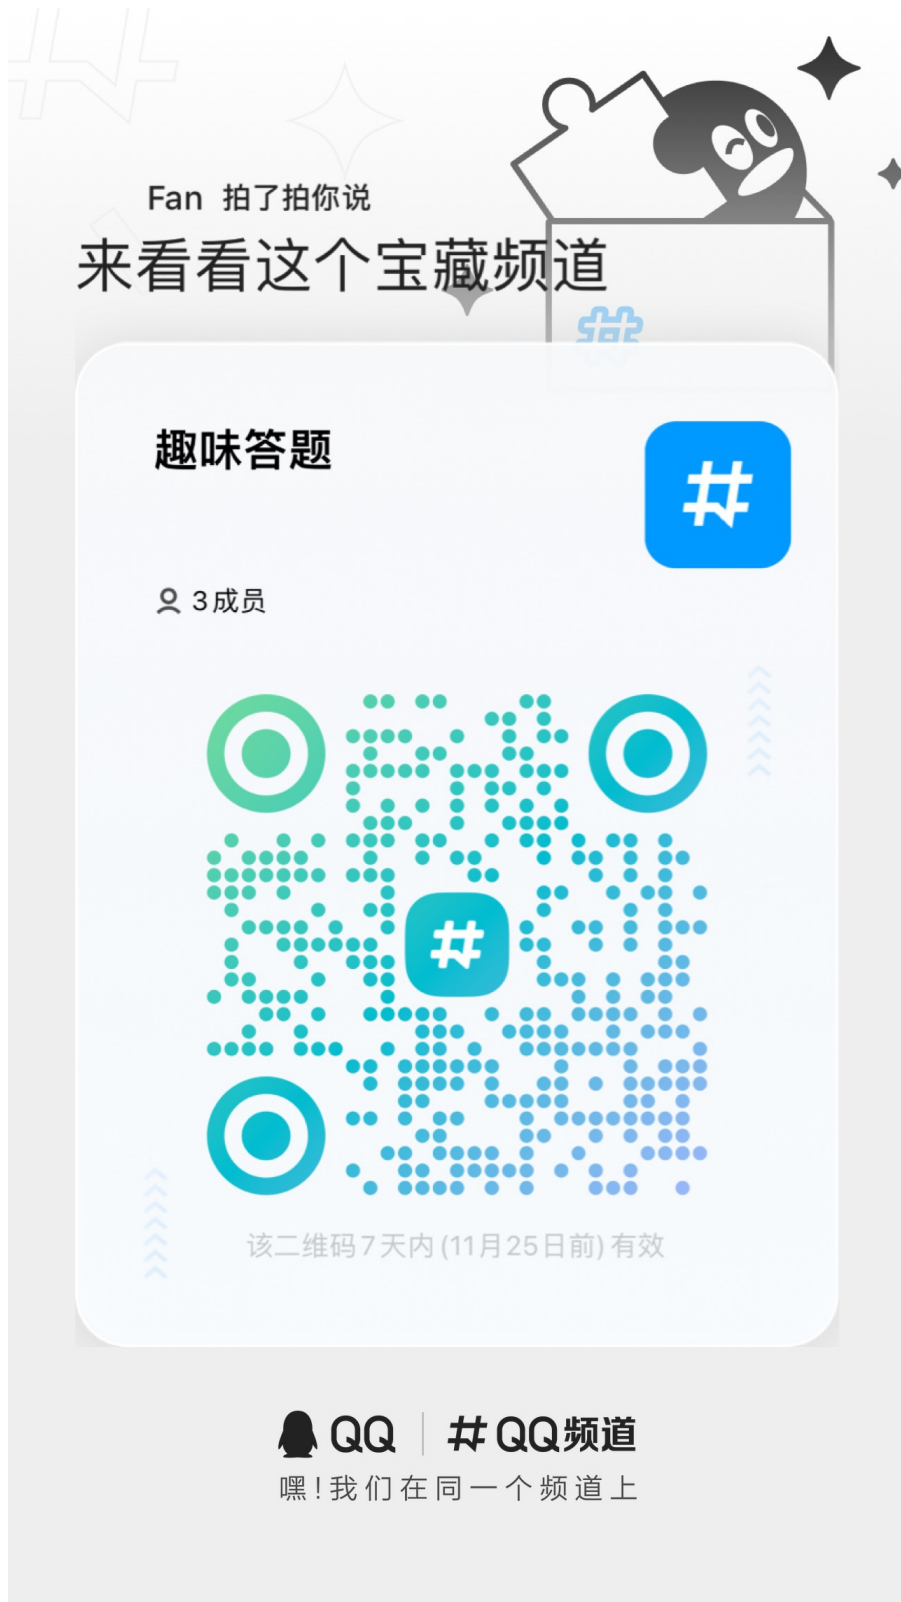 Fan 拍了拍你说
来看看这个宝藏频道
趣味答题
3成员
该二维码7天内(11月25日前)有效
QQ | QQ频道
嘿!我们在同一个频道上